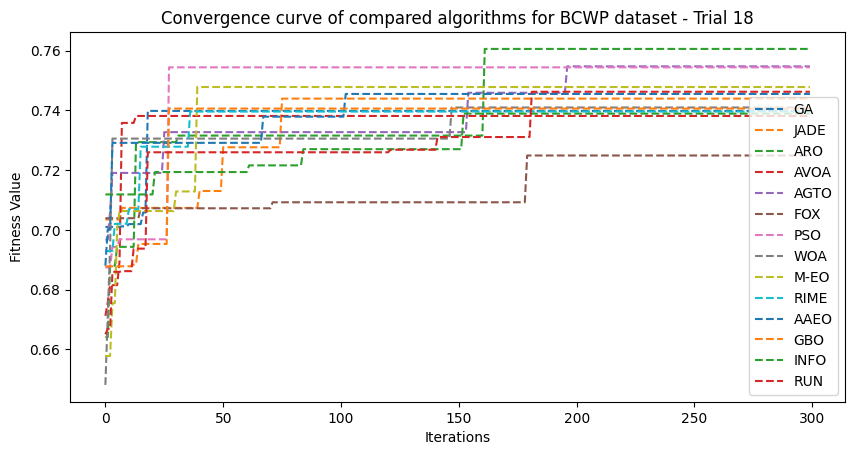 Convergence curve of compared algorithms for BCWP dataset - Trial 18
Fitness Value
0.76
0.74
0.72
0.70
0.68
0.66
GA
JADE
ARO
AVOA
AGTO
FOX
PSO
WOA
M-EO
RIME
AAEO
GBO
INFO
RUN
0 50 100 150 200 250 300
Iterations